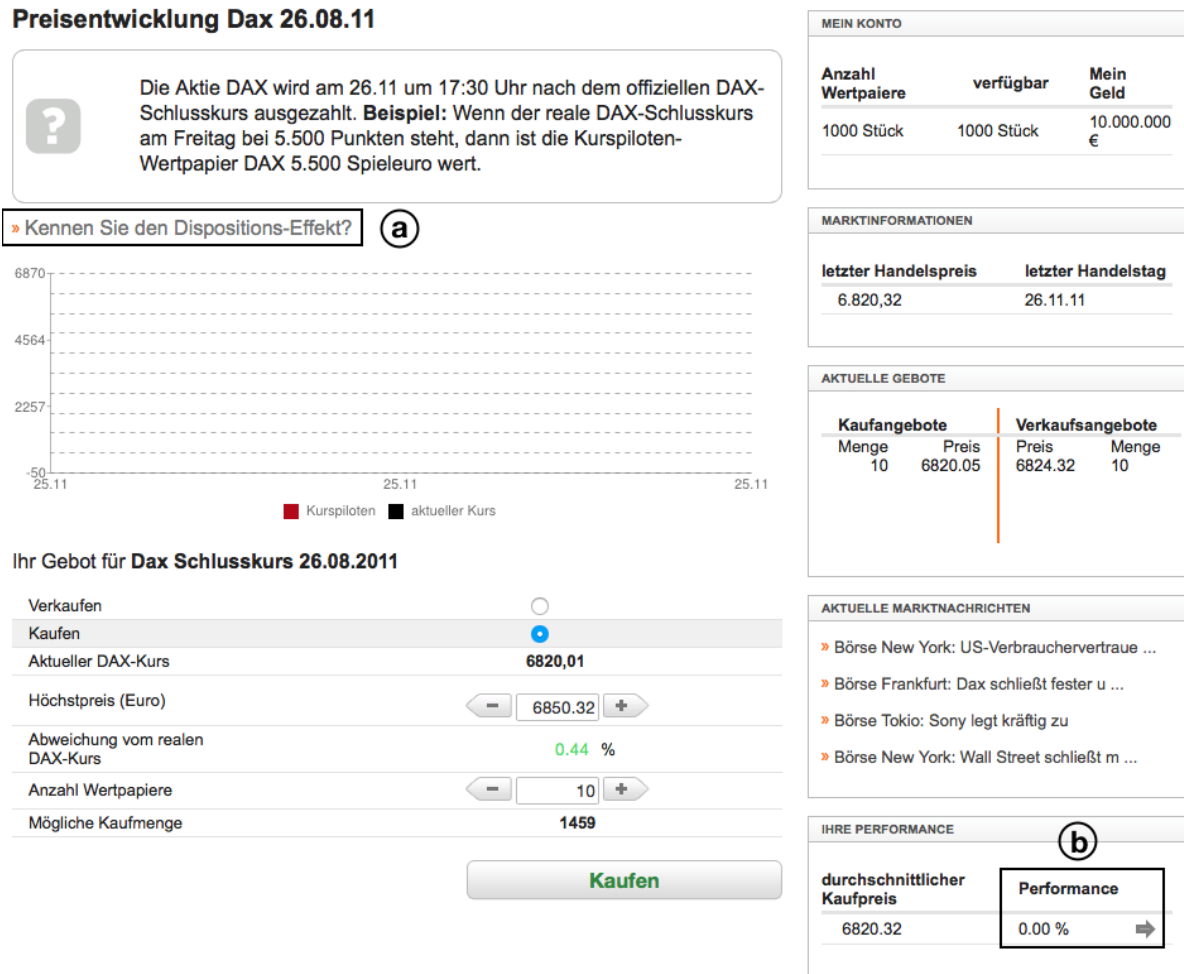 Preisentwicklung Dax 26.08.11
?
Die Aktie DAX wird am 26.11 um 17:30 Uhr nach dem offiziellen DAX-
Schlusskurs ausgezahlt. Beispiel: Wenn der reale DAX-Schlusskurs
am Freitag bei 5.500 Punkten steht, dann ist die Kurspiloten-
Wertpapier DAX 5.500 Spieleuro wert.
» Kennen Sie den Dispositions-Effekt?
a
6870
4564
2257
-50
25.11 25.11 25.11
Kurspiloten aktueller Kurs
Ihr Gebot für Dax Schlusskurs 26.08.2011
Verkaufen
Kaufen
Aktueller DAX-Kurs 6820,01
Höchstpreis (Euro) − 6850.32 +
Abweichung vom realen
DAX-Kurs 0.44 %
Anzahl Wertpapiere − 10 +
Mögliche Kaufmenge 1459
Kaufen
MEIN KONTO
Anzahl
Wertpaiere verfügbar Mein
Geld
1000 Stück 1000 Stück 10.000.000
€
MARKTINFORMATIONEN
letzter Handelspreis letzter Handelstag
6.820,32 26.11.11
AKTUELLE GEBOTE
Kaufangebote Verkaufsangebote
Menge Preis Preis Menge
10 6820.05 6824.32 10
AKTUELLE MARKTNACHRICHTEN
» Börse New York: US-Verbrauchervertraue ...
» Börse Frankfurt: Dax schließt fester u ...
» Börse Tokio: Sony legt kräftig zu
» Börse New York: Wall Street schließt m ...
IHRE PERFORMANCE
b
durchschnittlicher
Kaufpreis Performance
6820.32 0.00 %